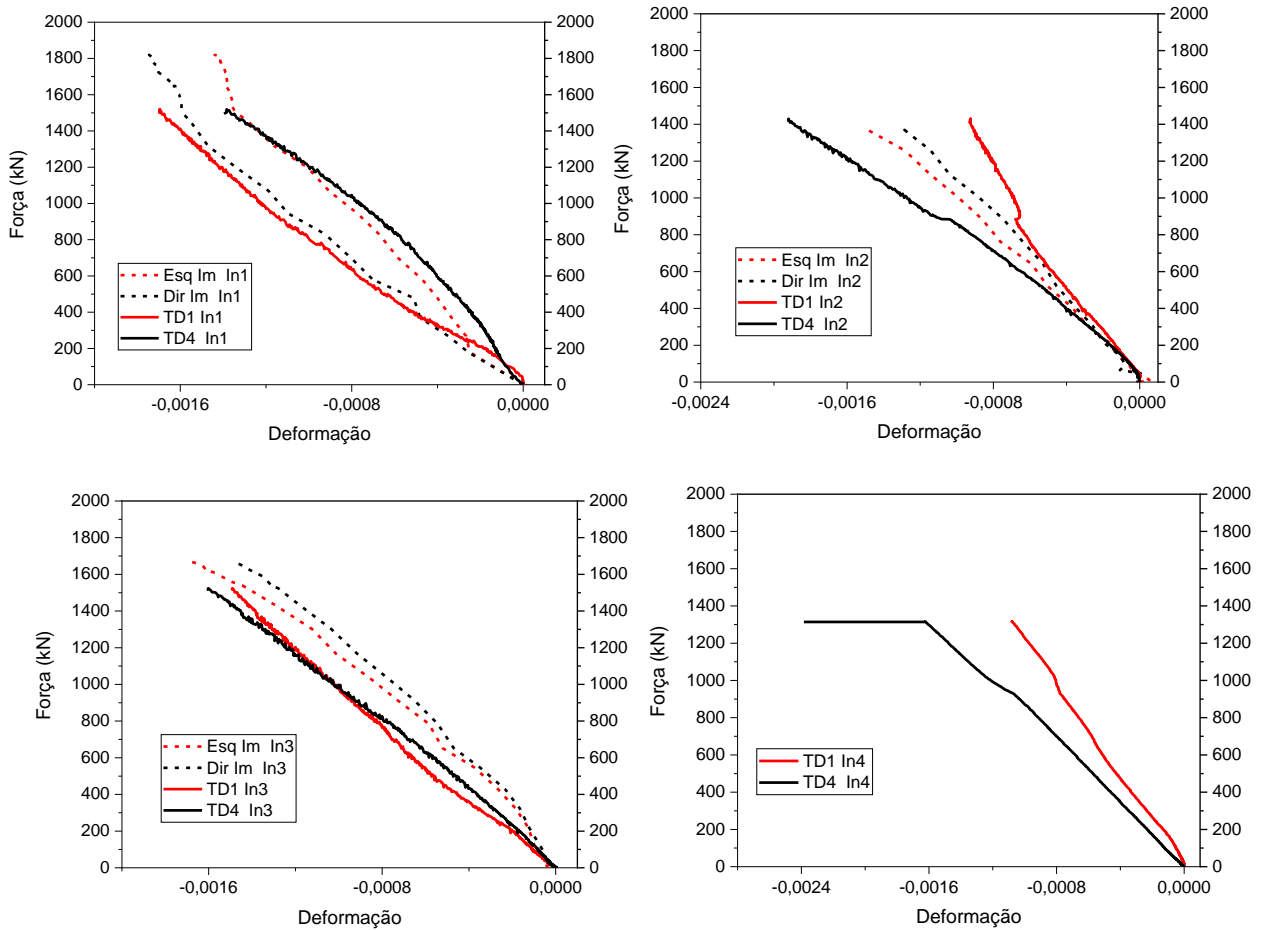 2000 2000
1800 1800
1600 1600
1400 1400
1200 1200
1000 1000
800 800
600 600
400 400
200 200
0 0
Força (kN)
Esq Im In1
Dir Im In1
TD1 In1
TD4 In1
-0,0016 -0,0008 0,0000
Deformação
2000 2000
1800 1800
1600 1600
1400 1400
1200 1200
1000 1000
800 800
600 600
400 400
200 200
0 0
Força (kN)
Esq Im In2
Dir Im In2
TD1 In2
TD4 In2
-0,0024 -0,0016 -0,0008 0,0000
Deformação
2000 2000
1800 1800
1600 1600
1400 1400
1200 1200
1000 1000
800 800
600 600
400 400
200 200
0 0
Força (kN)
Esq Im In3
Dir Im In3
TD1 In3
TD4 In3
-0,0016 -0,0008 0,0000
Deformação
2000 2000
1800 1800
1600 1600
1400 1400
1200 1200
1000 1000
800 800
600 600
400 400
200 200
0 0
Força (kN)
TD1 In4
TD4 In4
-0,0024 -0,0016 -0,0008 0,0000
Deformação